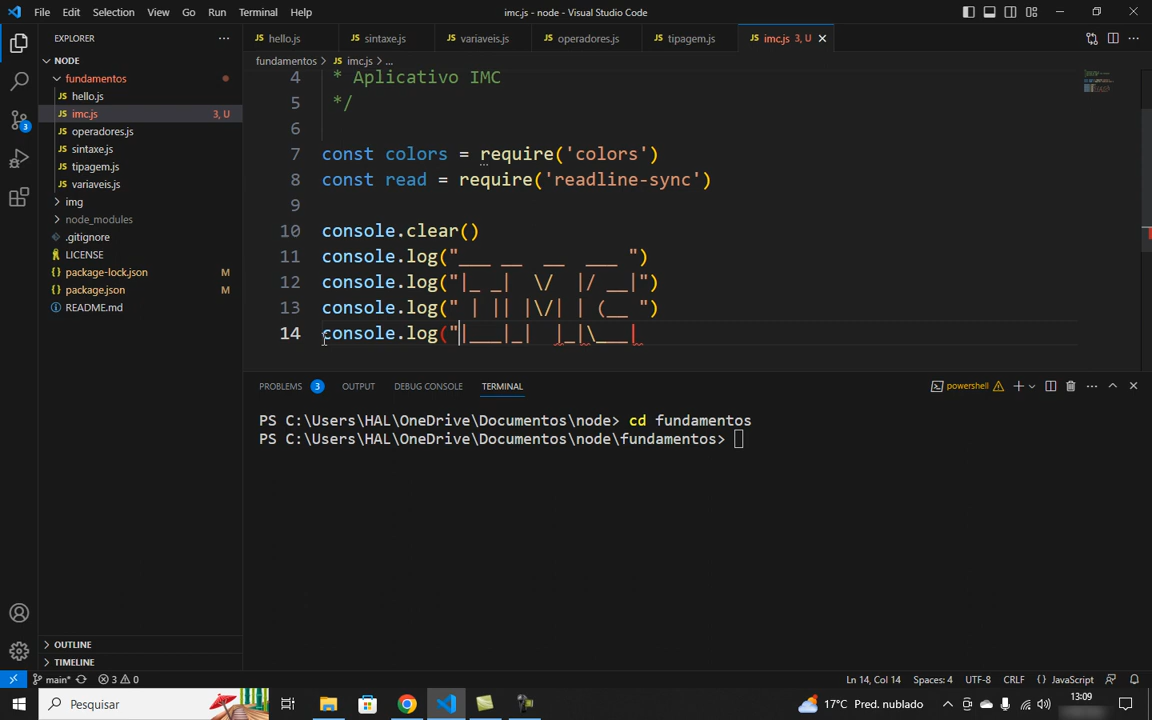 File Edit Selection View Go Run Terminal Help
imc.js - node - Visual Studio Code
EXPLORER
NODE
fundamentos
hello.js
imc.js 3, U
operadores.js
sintaxe.js
tipagem.js
variaveis.js
img
node_modules
.gitignore
LICENSE
package-lock.json M
package.json M
README.md
OUTLINE
TIMELINE
hello.js sintaxe.js variaveis.js operadores.js tipagem.js imc.js 3, U
fundamentos > imc.js > ...
4 * Aplicativo IMC
5 */
6
7 const colors = require('colors')
8 const read = require('readline-sync')
9
10 console.clear()
11 console.log("___ __  __  ___ ")
12 console.log("|_ _|  \/  |/ __|")
13 console.log(" | || |\/| | (__ ")
14 console.log("|___|_|  |_|\___|
PROBLEMS 3 OUTPUT DEBUG CONSOLE TERMINAL
powershell
PS C:\Users\HAL\OneDrive\Documentos\node> cd fundamentos
PS C:\Users\HAL\OneDrive\Documentos\node\fundamentos>
3
main* 3 0
Ln 14, Col 14 Spaces: 4 UTF-8 CRLF {} JavaScript
Pesquisar
17°C Pred. nublado
13:09